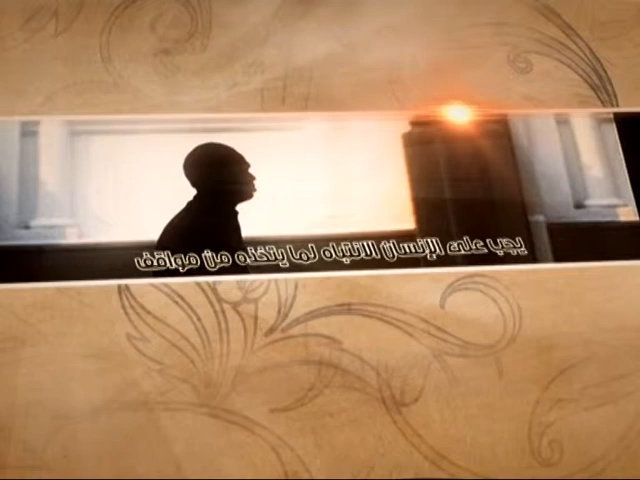 يجب على الإنسان الانتباه لما يتخذه من مواقف